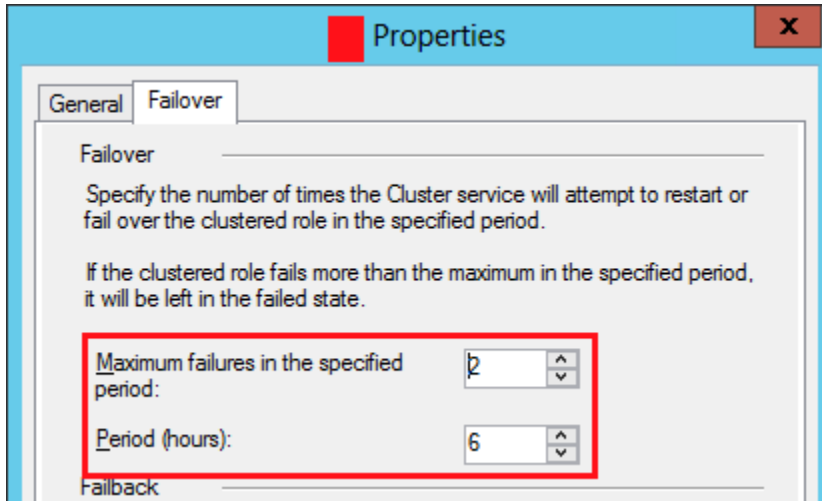 Properties
x
General Failover
Failover
Specify the number of times the Cluster service will attempt to restart or
fail over the clustered role in the specified period.
If the clustered role fails more than the maximum in the specified period,
it will be left in the failed state.
Maximum failures in the specified 2
period:
Period (hours): 6
Failback